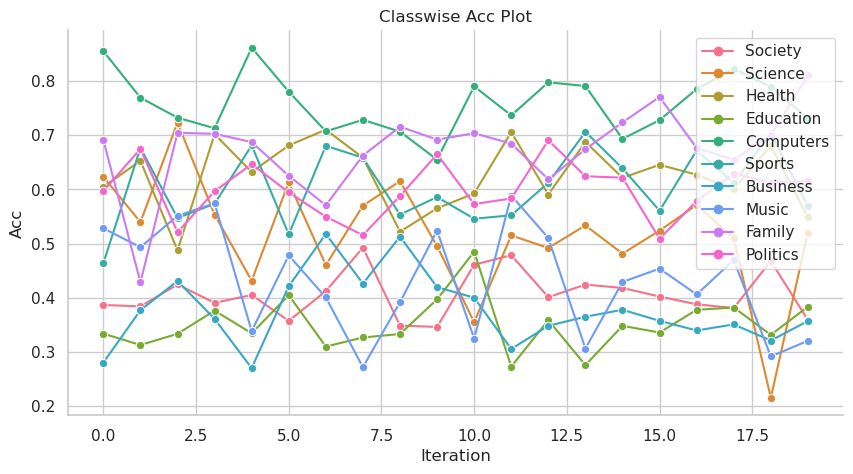 Classwise Acc Plot
Acc
0.8
0.7
0.6
0.5
0.4
0.3
0.2
0.0
2.5
5.0
7.5
10.0
12.5
15.0
17.5
Iteration
Society
Science
Health
Education
Computers
Sports
Business
Music
Family
Politics